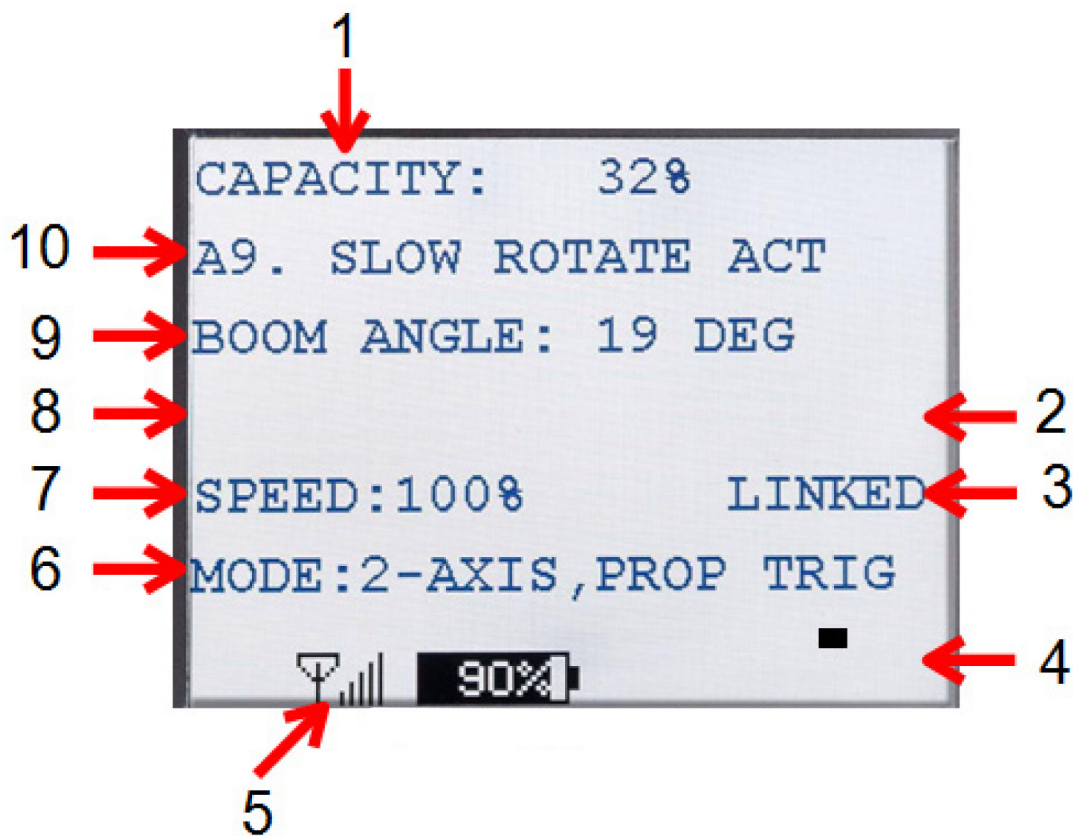 1
CAPACITY: 32%
10
A9. SLOW ROTATE ACT
9
BOOM ANGLE: 19 DEG
8
2
7
SPEED:100%
LINKED
3
6
MODE:2-AXIS,PROP TRIG
4
90%
5